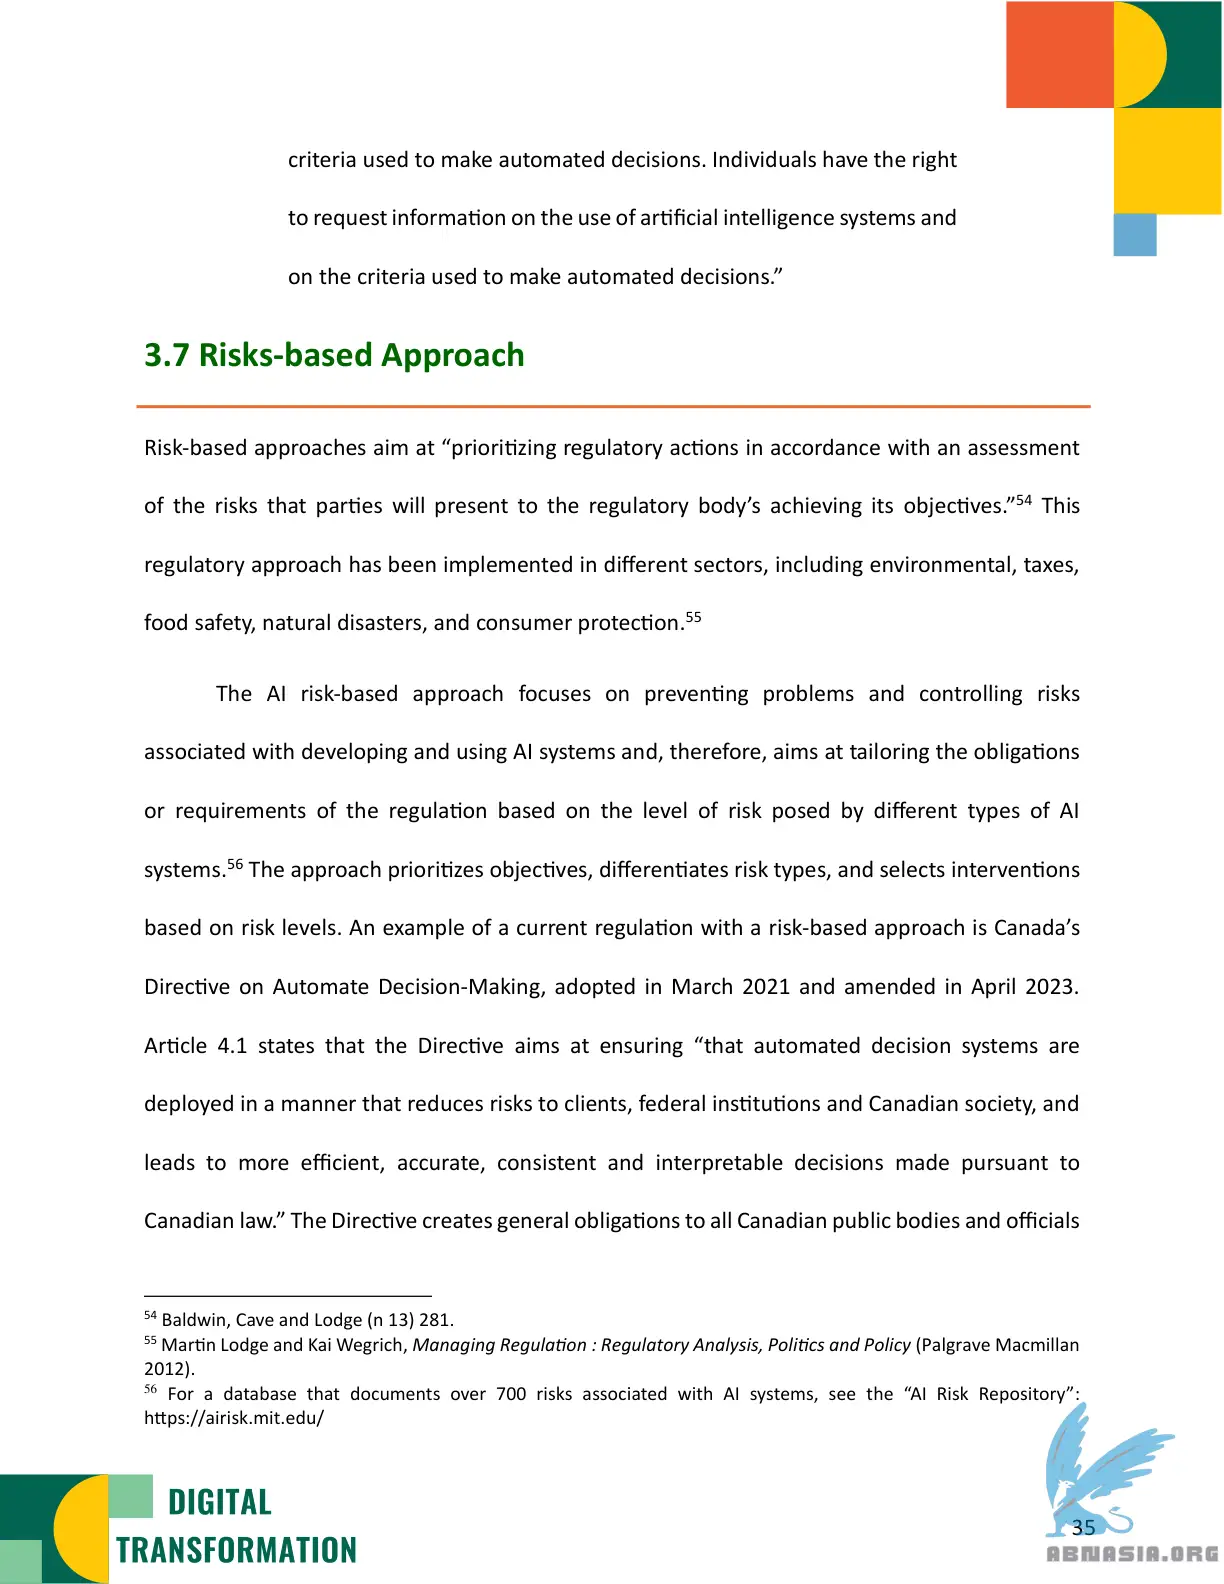 criteria used to make automated decisions. Individuals have the right
to request information on the use of artificial intelligence systems and
on the criteria used to make automated decisions.”
3.7 Risks-based Approach
Risk-based approaches aim at “prioritizing regulatory actions in accordance with an assessment
of the risks that parties will present to the regulatory body’s achieving its objectives.”54 This
regulatory approach has been implemented in different sectors, including environmental, taxes,
food safety, natural disasters, and consumer protection.55
The AI risk-based approach focuses on preventing problems and controlling risks
associated with developing and using AI systems and, therefore, aims at tailoring the obligations
or requirements of the regulation based on the level of risk posed by different types of AI
systems.56 The approach prioritizes objectives, differentiates risk types, and selects interventions
based on risk levels. An example of a current regulation with a risk-based approach is Canada’s
Directive on Automate Decision-Making, adopted in March 2021 and amended in April 2023.
Article 4.1 states that the Directive aims at ensuring “that automated decision systems are
deployed in a manner that reduces risks to clients, federal institutions and Canadian society, and
leads to more efficient, accurate, consistent and interpretable decisions made pursuant to
Canadian law.” The Directive creates general obligations to all Canadian public bodies and officials
54 Baldwin, Cave and Lodge (n 13) 281.
55 Martin Lodge and Kai Wegrich, Managing Regulation : Regulatory Analysis, Politics and Policy (Palgrave Macmillan
2012).
56 For a database that documents over 700 risks associated with AI systems, see the “AI Risk Repository”:
https://airisk.mit.edu/
DIGITAL
TRANSFORMATION
35
ABNASIA.ORG